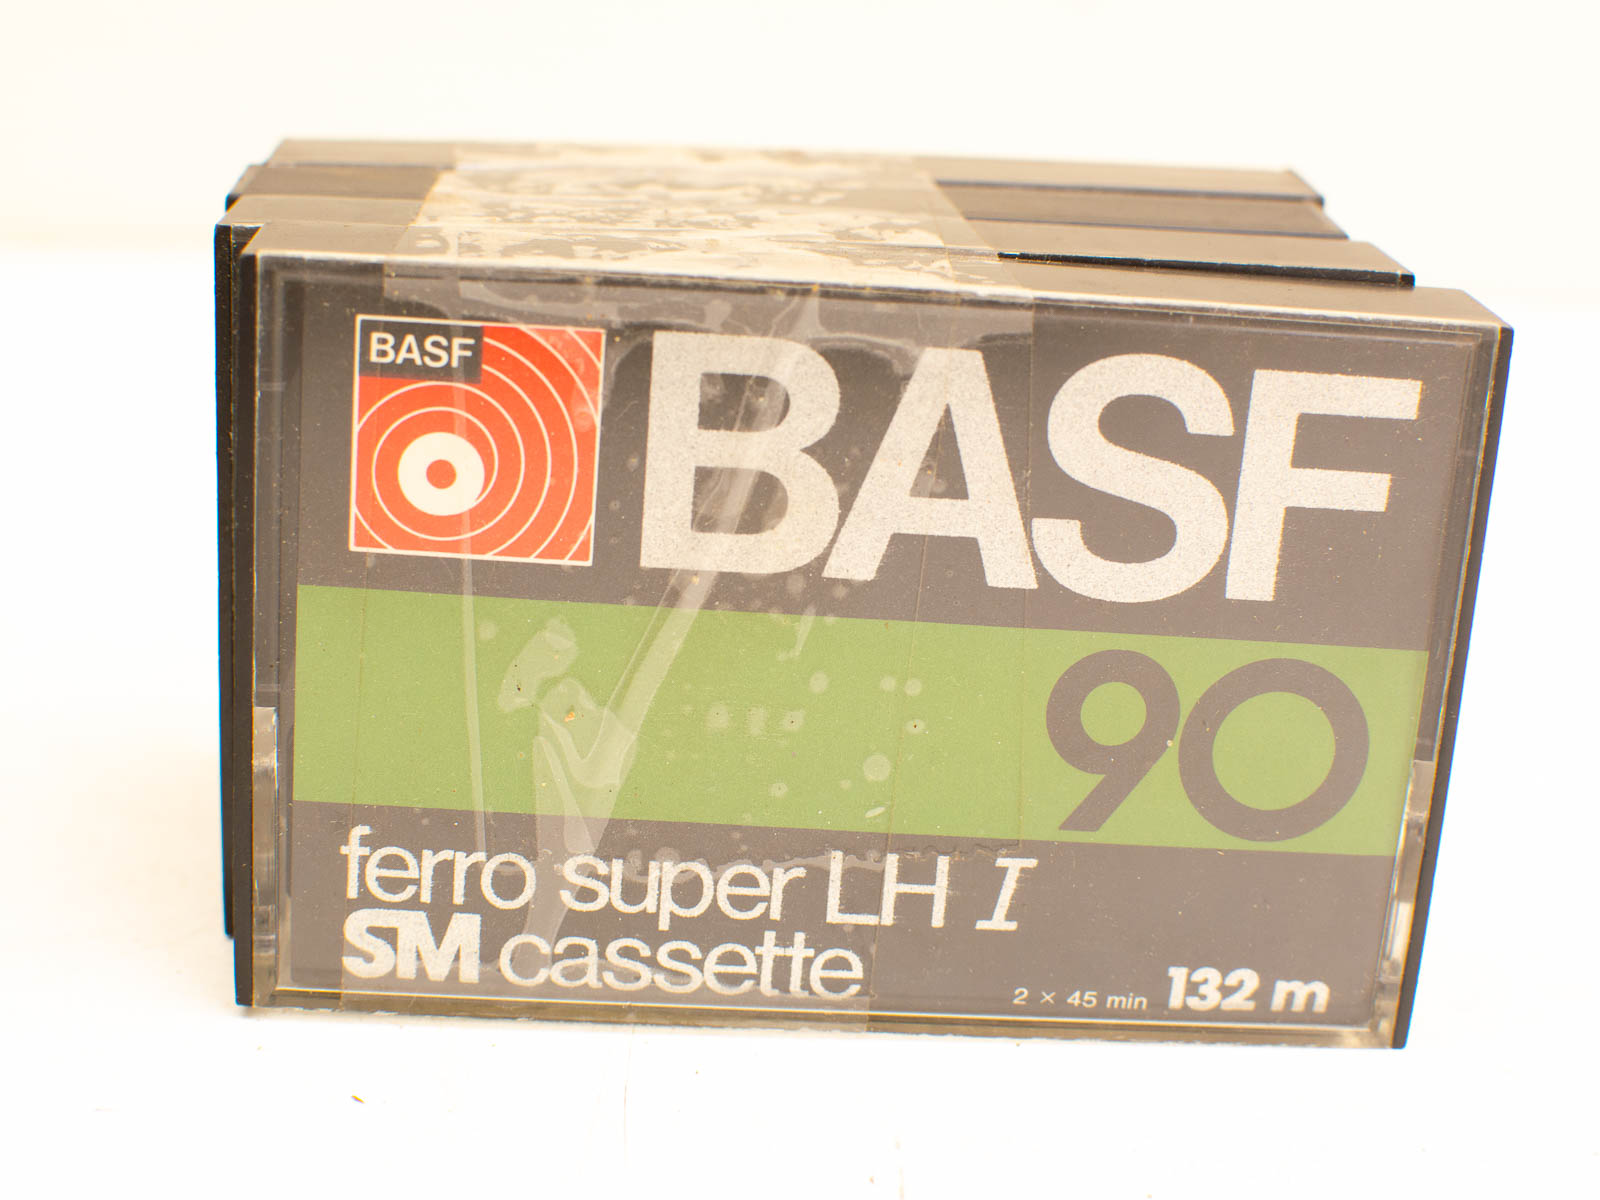 BASF
BASF
90
ferro super LH I
SM cassette
2 × 45 min 132 m